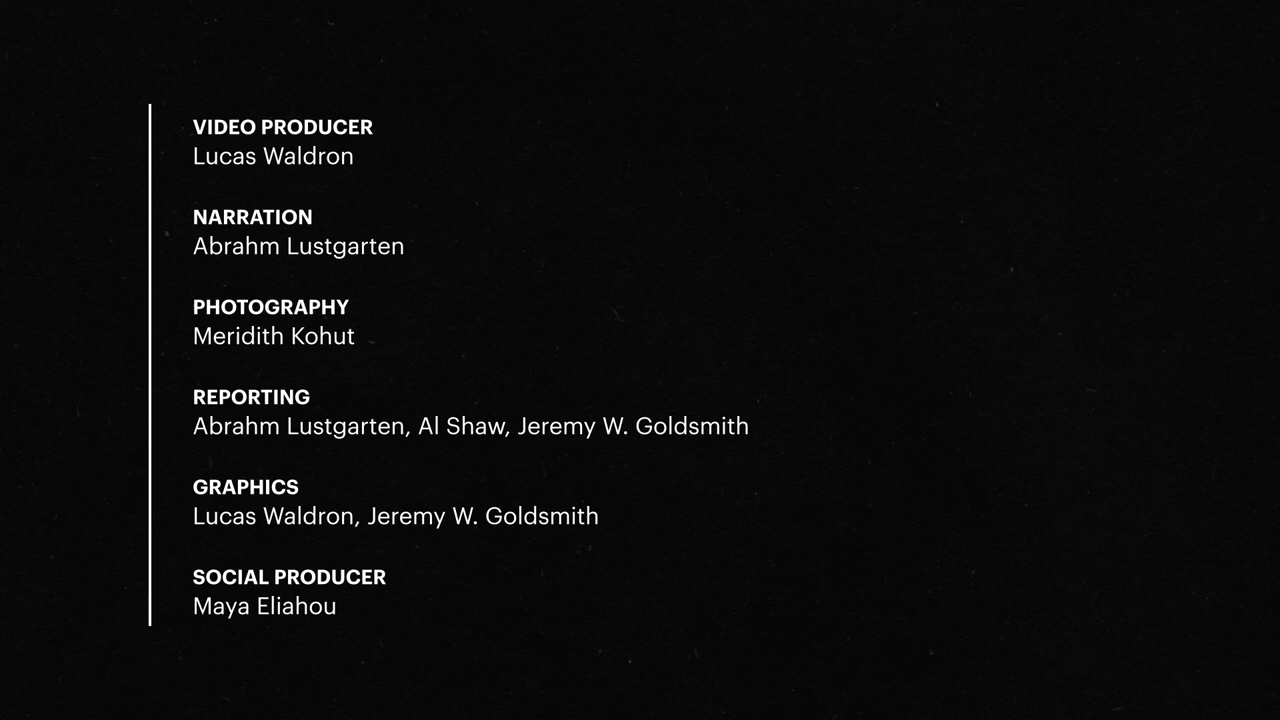 VIDEO PRODUCER
Lucas Waldron
NARRATION
Abrahm Lustgarten
PHOTOGRAPHY
Meridith Kohut
REPORTING
Abrahm Lustgarten, Al Shaw, Jeremy W. Goldsmith
GRAPHICS
Lucas Waldron, Jeremy W. Goldsmith
SOCIAL PRODUCER
Maya Eliahou